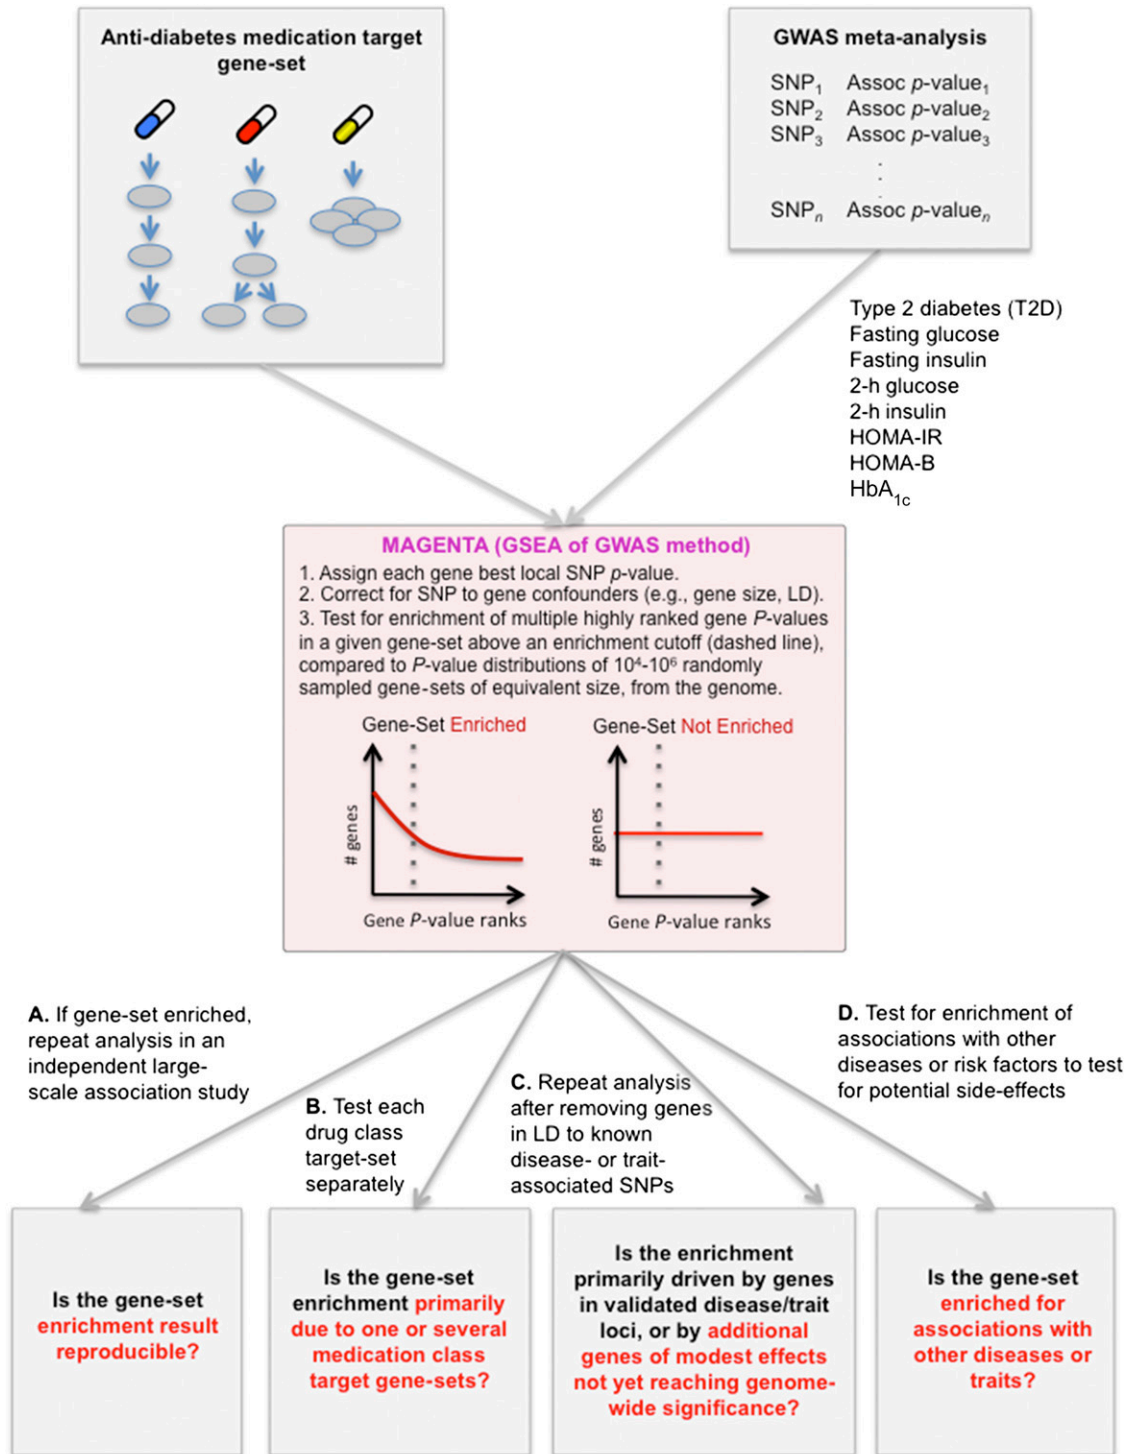 Anti-diabetes medication target
gene-set
GWAS meta-analysis
SNP1 Assoc p-value1
SNP2 Assoc p-value2
SNP3 Assoc p-value3
.
.
.
SNPn Assoc p-valuen
Type 2 diabetes (T2D)
Fasting glucose
Fasting insulin
2-h glucose
2-h insulin
HOMA-IR
HOMA-B
HbA1c
MAGENTA (GSEA of GWAS method)
1. Assign each gene best local SNP p-value.
2. Correct for SNP to gene confounders (e.g., gene size, LD).
3. Test for enrichment of multiple highly ranked gene P-values
in a given gene-set above an enrichment cutoff (dashed line),
compared to P-value distributions of 10⁴-10⁶ randomly
sampled gene-sets of equivalent size, from the genome.
Gene-Set Enriched
# genes
Gene P-value ranks
Gene-Set Not Enriched
# genes
Gene P-value ranks
A. If gene-set enriched,
repeat analysis in an
independent large-
scale association study
B. Test each
drug class
target-set
separately
C. Repeat analysis
after removing genes
in LD to known
disease- or trait-
associated SNPs
D. Test for enrichment of
associations with other
diseases or risk factors to test
for potential side-effects
Is the gene-set
enrichment result
reproducible?
Is the gene-set
enrichment primarily
due to one or several
medication class
target gene-sets?
Is the enrichment
primarily driven by genes
in validated disease/trait
loci, or by additional
genes of modest effects
not yet reaching genome-
wide significance?
Is the gene-set
enriched for
associations with
other diseases or
traits?